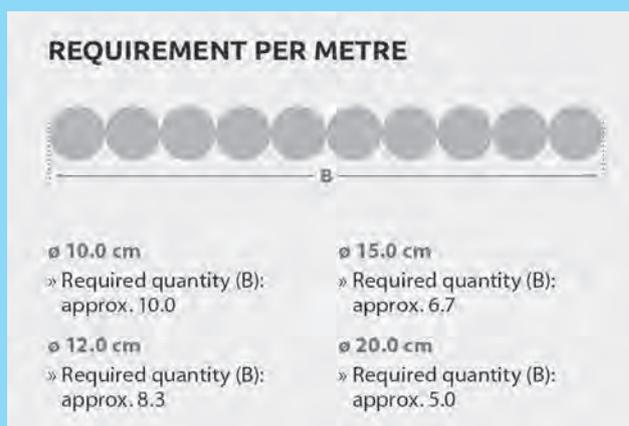 REQUIREMENT PER METRE
B
ø 10.0 cm
» Required quantity (B):
approx. 10.0
ø 12.0 cm
» Required quantity (B):
approx. 8.3
ø 15.0 cm
» Required quantity (B):
approx. 6.7
ø 20.0 cm
» Required quantity (B):
approx. 5.0